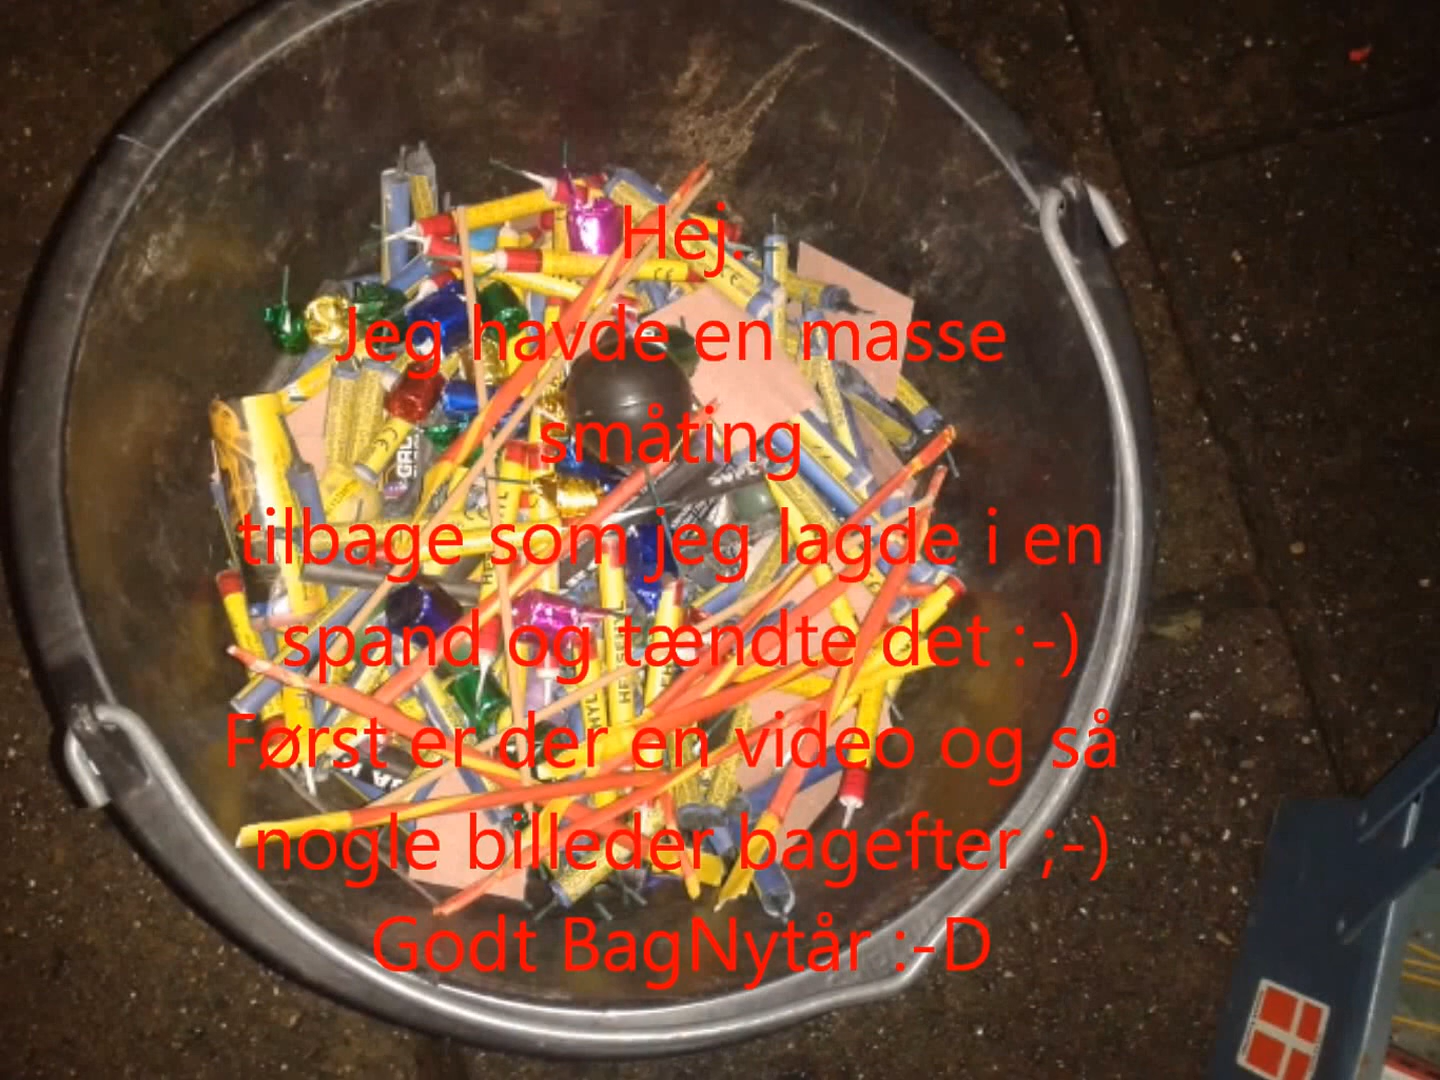 Hej.
Jeg havde en masse
småting
tilbage som jeg lagde i en
spand og tændte det :-)
Først er der en video og så
nogle billeder bagefter ;-)
Godt BagNytår :-D